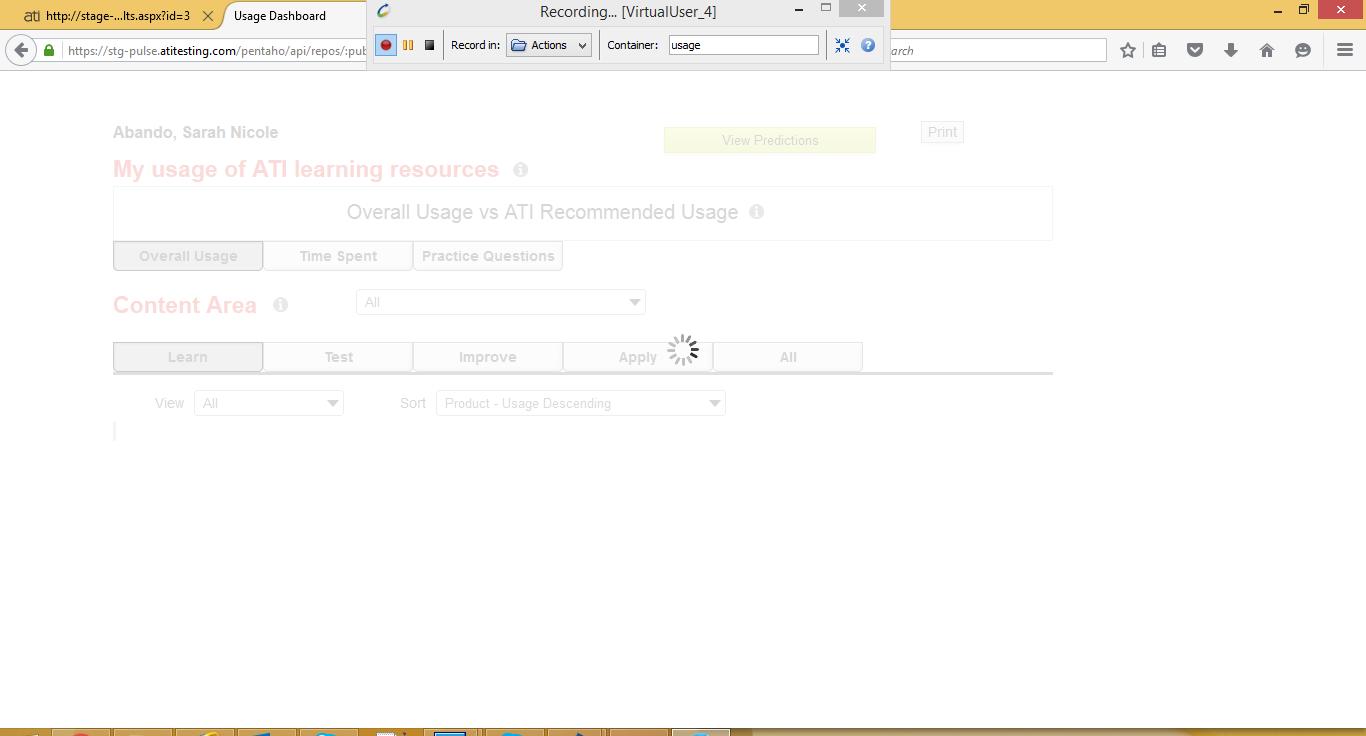 Recording... [VirtualUser_4]
ati http://stage-...lts.aspx?id=3
Usage Dashboard
https://stg-pulse.atitesting.com/pentaho/api/repos/:pub
Record in: Actions Container: usage
arch
Abando, Sarah Nicole
View Predictions
Print
My usage of ATI learning resources
Overall Usage vs ATI Recommended Usage
Overall Usage Time Spent Practice Questions
Content Area All
Learn Test Improve Apply All
View All Sort Product - Usage Descending